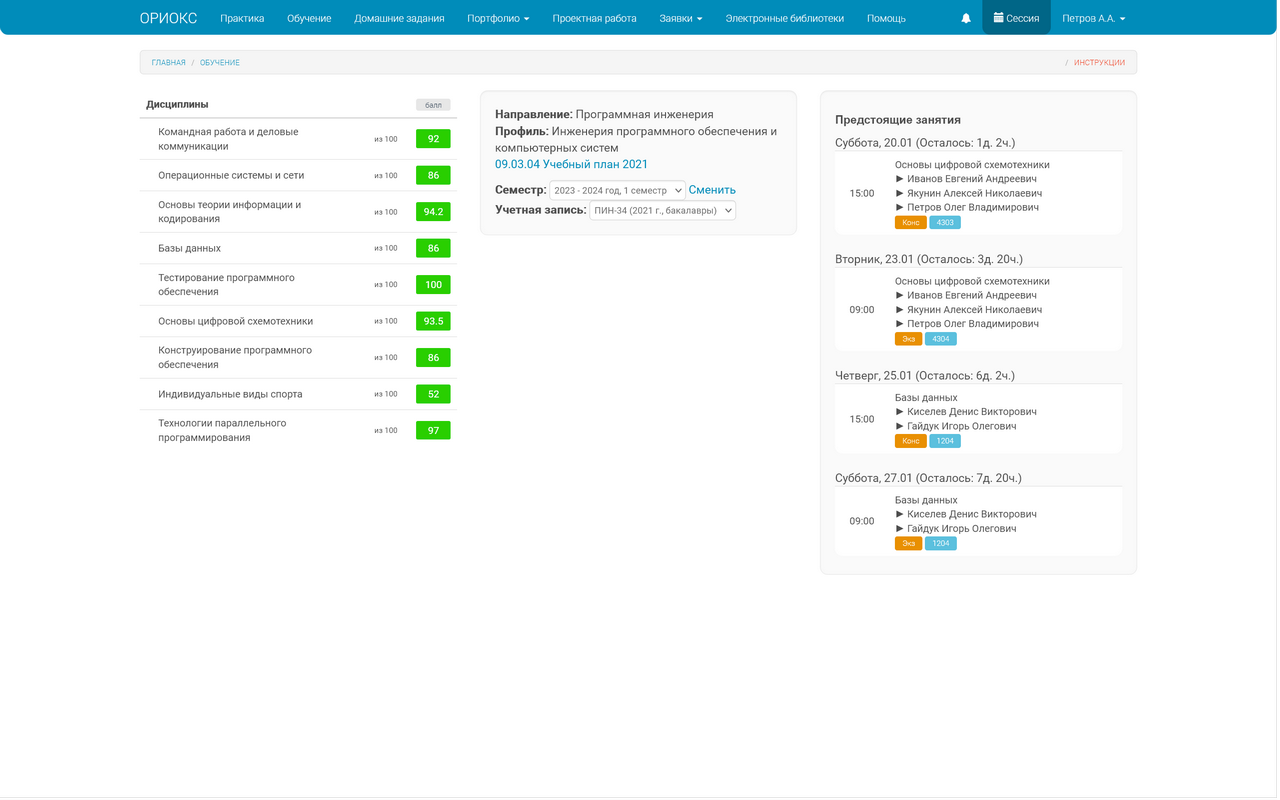 ОРИОКС Практика Обучение Домашние задания Портфолио Проектная работа Заявки Электронные библиотеки Помощь Сессия Петров А.А.
ГЛАВНАЯ / ОБУЧЕНИЕ / ИНСТРУКЦИИ
Дисциплины балл
Командная работа и деловые
коммуникации
из 100 92
Операционные системы и сети из 100 86
Основы теории информации и
кодирования
из 100 94.2
Базы данных из 100 86
Тестирование программного
обеспечения
из 100 100
Основы цифровой схемотехники из 100 93.5
Конструирование программного
обеспечения
из 100 86
Индивидуальные виды спорта из 100 52
Технологии параллельного
программирования
из 100 97
Направление: Программная инженерия
Профиль: Инженерия программного обеспечения и
компьютерных систем
09.03.04 Учебный план 2021
Семестр: 2023 - 2024 год, 1 семестр Сменить
Учетная запись: ПИН-34 (2021 г., бакалавры)
Предстоящие занятия
Суббота, 20.01 (Осталось: 1д. 2ч.)
15:00
Основы цифровой схемотехники
► Иванов Евгений Андреевич
► Якунин Алексей Николаевич
► Петров Олег Владимирович
Конс 4303
Вторник, 23.01 (Осталось: 3д. 20ч.)
09:00
Основы цифровой схемотехники
► Иванов Евгений Андреевич
► Якунин Алексей Николаевич
► Петров Олег Владимирович
Экз 4304
Четверг, 25.01 (Осталось: 6д. 2ч.)
15:00
Базы данных
► Киселев Денис Викторович
► Гайдук Игорь Олегович
Конс 1204
Суббота, 27.01 (Осталось: 7д. 20ч.)
09:00
Базы данных
► Киселев Денис Викторович
► Гайдук Игорь Олегович
Экз 1204